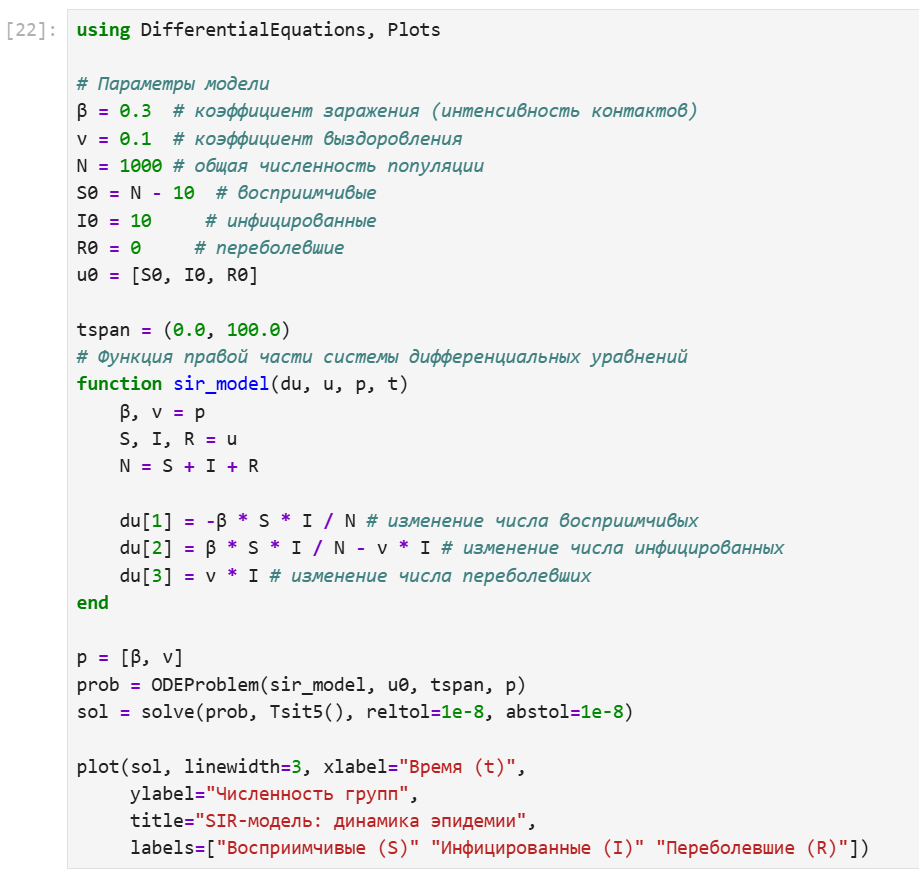 [22]:
using DifferentialEquations, Plots
# Параметры модели
β = 0.3  # коэффициент заражения (интенсивность контактов)
ν = 0.1  # коэффициент выздоровления
N = 1000 # общая численность популяции
S0 = N - 10  # восприимчивые
I0 = 10     # инфицированные
R0 = 0     # переболевшие
u0 = [S0, I0, R0]
tspan = (0.0, 100.0)
# Функция правой части системы дифференциальных уравнений
function sir_model(du, u, p, t)
    β, ν = p
    S, I, R = u
    N = S + I + R
    du[1] = -β * S * I / N # изменение числа восприимчивых
    du[2] = β * S * I / N - ν * I # изменение числа инфицированных
    du[3] = ν * I # изменение числа переболевших
end
p = [β, ν]
prob = ODEProblem(sir_model, u0, tspan, p)
sol = solve(prob, Tsit5(), reltol=1e-8, abstol=1e-8)
plot(sol, linewidth=3, xlabel="Время (t)",
     ylabel="Численность групп",
     title="SIR-модель: динамика эпидемии",
     labels=["Восприимчивые (S)" "Инфицированные (I)" "Переболевшие (R)"])